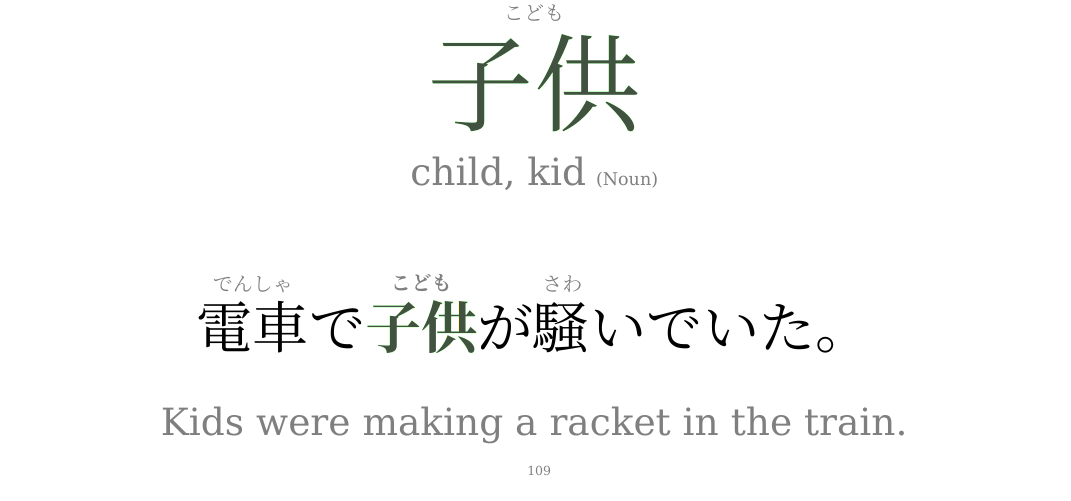 こども
子供
child, kid (Noun)
でんしゃ こども さわ
電車で子供が騒いでいた。
Kids were making a racket in the train.
109